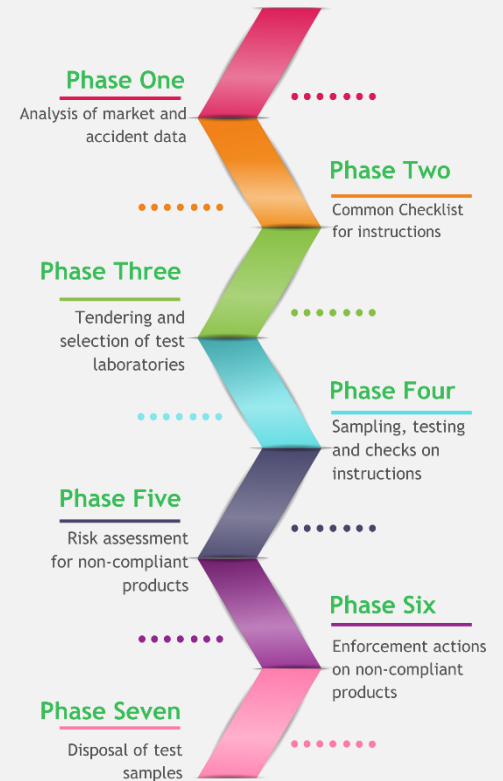 Phase One
Analysis of market and
accident data
Phase Two
Common Checklist
for instructions
Phase Three
Tendering and
selection of test
laboratories
Phase Four
Sampling, testing
and checks on
instructions
Phase Five
Risk assessment
for non-compliant
products
Phase Six
Enforcement actions
on non-compliant
products
Phase Seven
Disposal of test
samples